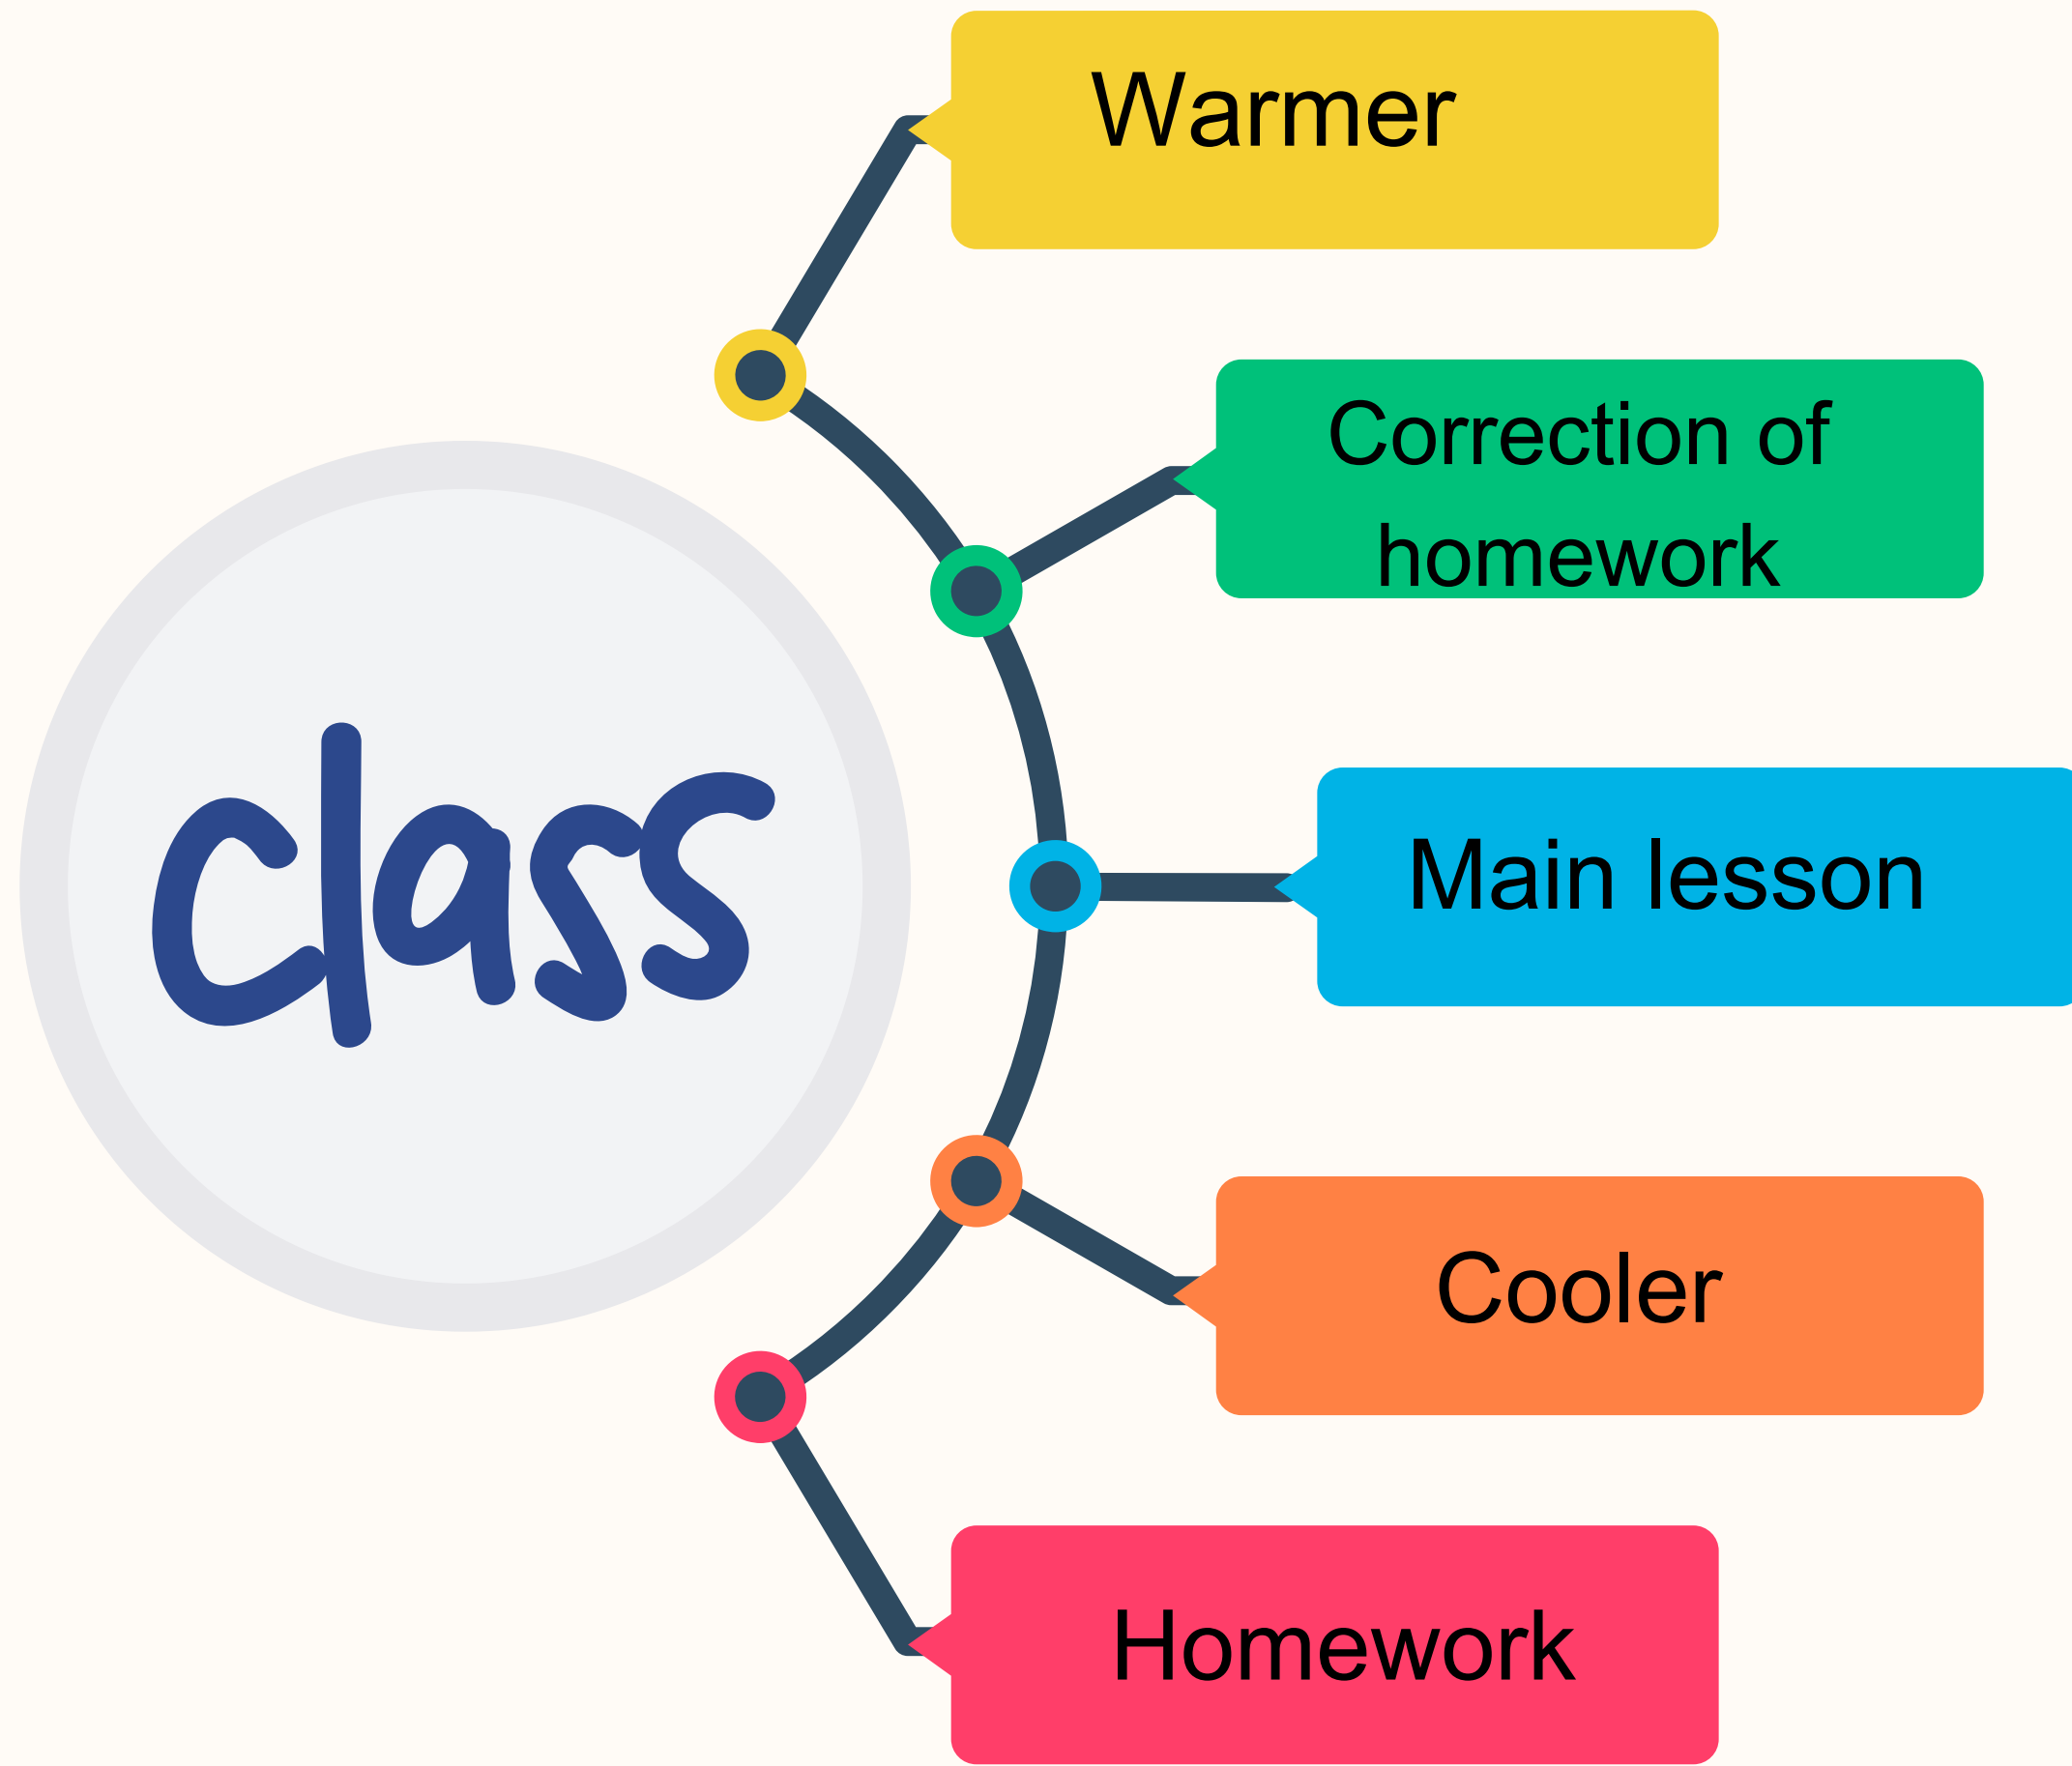 class
Warmer
Correction of
homework
Main lesson
Cooler
Homework